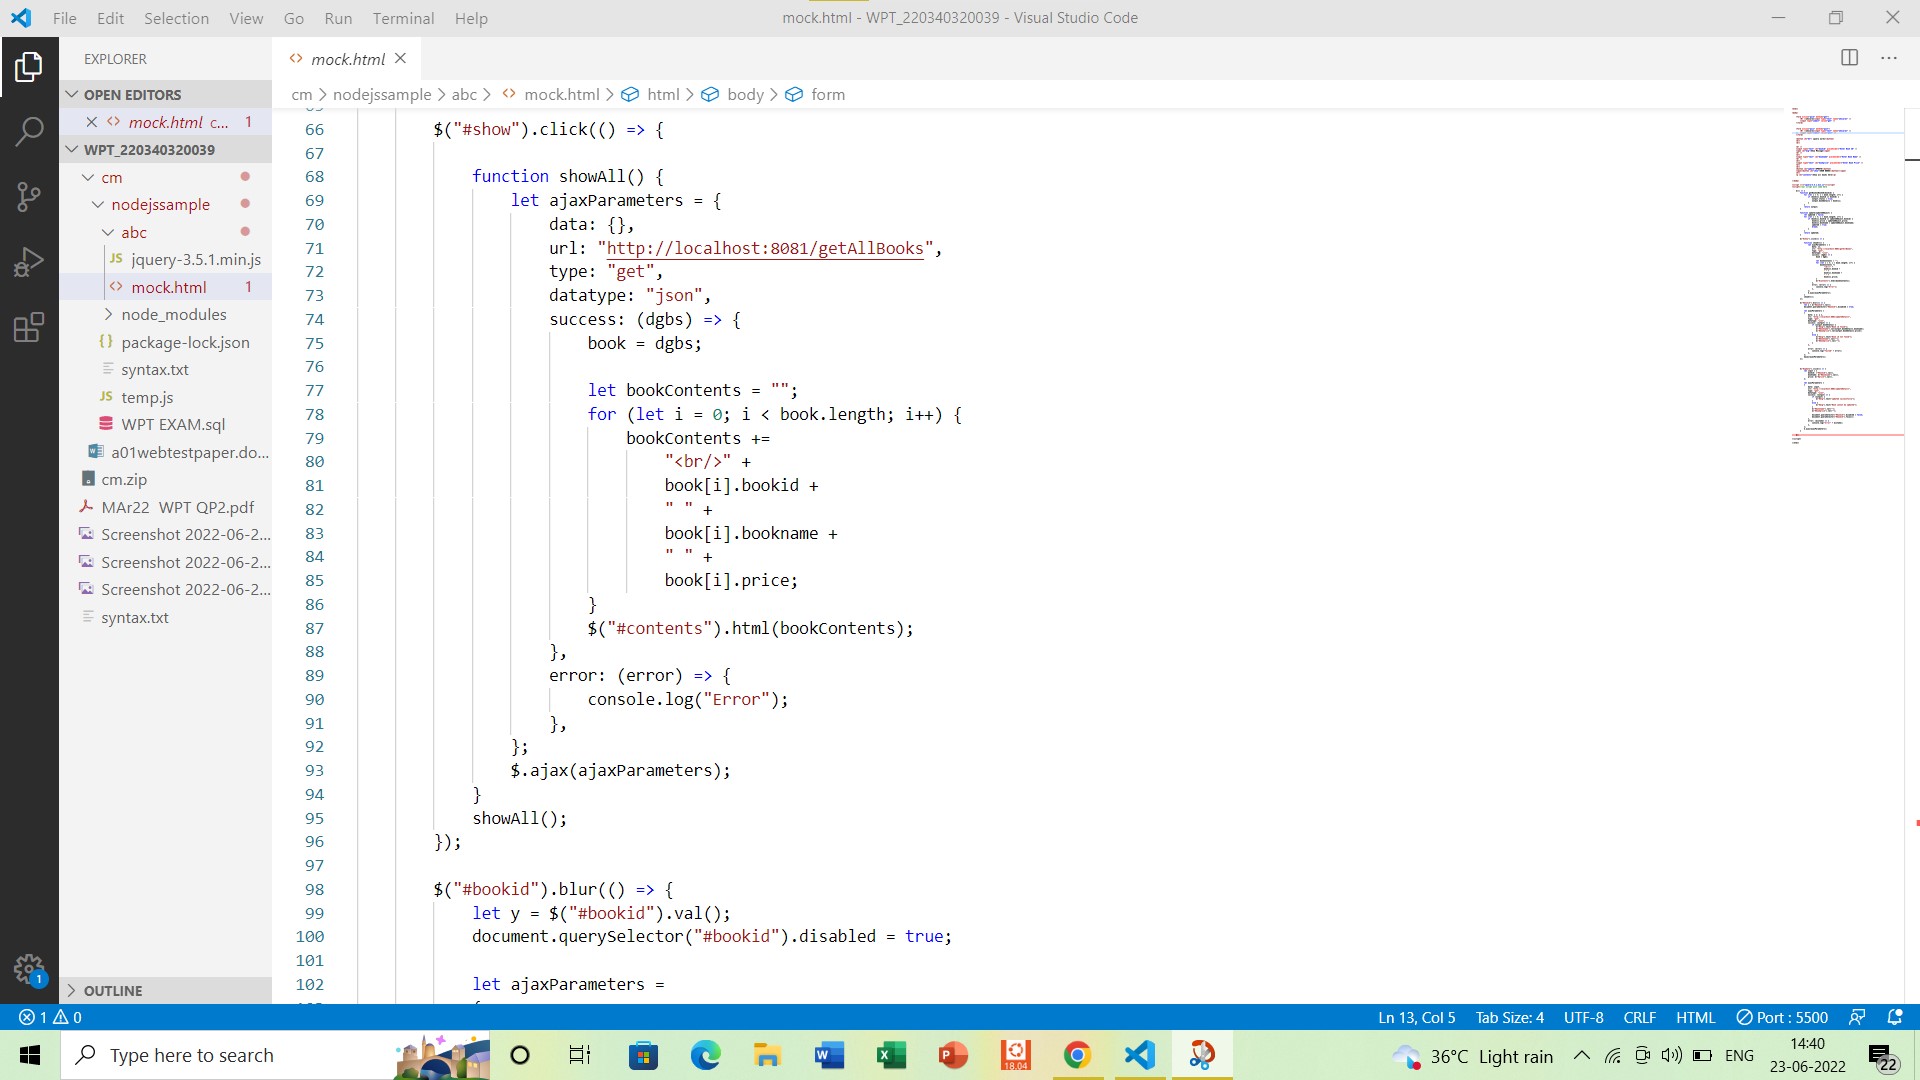 File Edit Selection View Go Run Terminal Help
mock.html - WPT_220340320039 - Visual Studio Code
EXPLORER
OPEN EDITORS
mock.html c... 1
WPT_220340320039
cm
nodejssample
abc
JS jquery-3.5.1.min.js
mock.html 1
node_modules
package-lock.json
syntax.txt
JS temp.js
WPT EXAM.sql
a01webtestpaper.do...
cm.zip
MAr22 WPT QP2.pdf
Screenshot 2022-06-2...
Screenshot 2022-06-2...
Screenshot 2022-06-2...
syntax.txt
OUTLINE
mock.html
cm > nodejssample > abc > mock.html > html > body > form
66 $("#show").click(() => {
67
68 function showAll() {
69 let ajaxParameters = {
70 data: {},
71 url: "http://localhost:8081/getAllBooks",
72 type: "get",
73 datatype: "json",
74 success: (dgbs) => {
75 book = dgbs;
76
77 let bookContents = "";
78 for (let i = 0; i < book.length; i++) {
79 bookContents +=
80 "<br/>" +
81 book[i].bookid +
82 " " +
83 book[i].bookname +
84 " " +
85 book[i].price;
86 }
87 $("#contents").html(bookContents);
88 },
89 error: (error) => {
90 console.log("Error");
91 },
92 };
93 $.ajax(ajaxParameters);
94 }
95 showAll();
96 });
97
98 $("#bookid").blur(() => {
99 let y = $("#bookid").val();
100 document.querySelector("#bookid").disabled = true;
101
102 let ajaxParameters =
1
1 0
Ln 13, Col 5 Tab Size: 4 UTF-8 CRLF HTML Port : 5500
Type here to search
18.04
36°C Light rain
ENG
14:40
23-06-2022
22